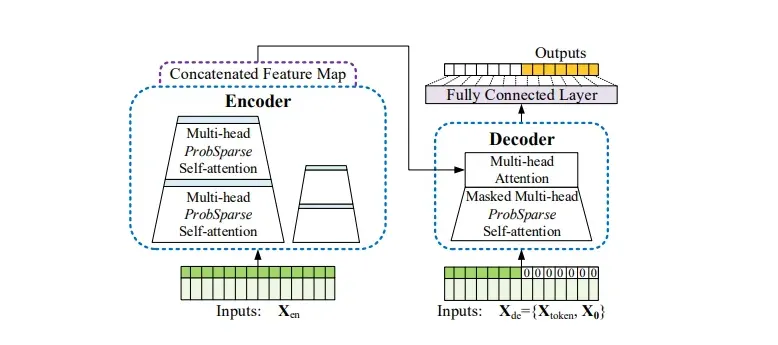 Concatenated Feature Map
Encoder
Multi-head
ProbSparse
Self-attention
Multi-head
ProbSparse
Self-attention
Inputs: Xen
Outputs
Fully Connected Layer
Decoder
Multi-head
Attention
Masked Multi-head
ProbSparse
Self-attention
0 0 0 0 0 0 0
Inputs: Xde={Xtoken, X0}